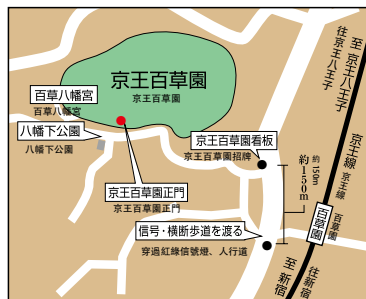 京王百草園
京王百草園
百草八幡宮
百草八幡宮
八幡下公園
八幡下公園
京王百草園正門
京王百草園正門
京王百草園看板
京王百草園招牌
約150m
約150m
信号・横断歩道を渡る
穿過紅綠信號燈、人行道
至 京王八王子
往京王八王子
京王線
京王線
百草園
百草園
至 新宿
往新宿